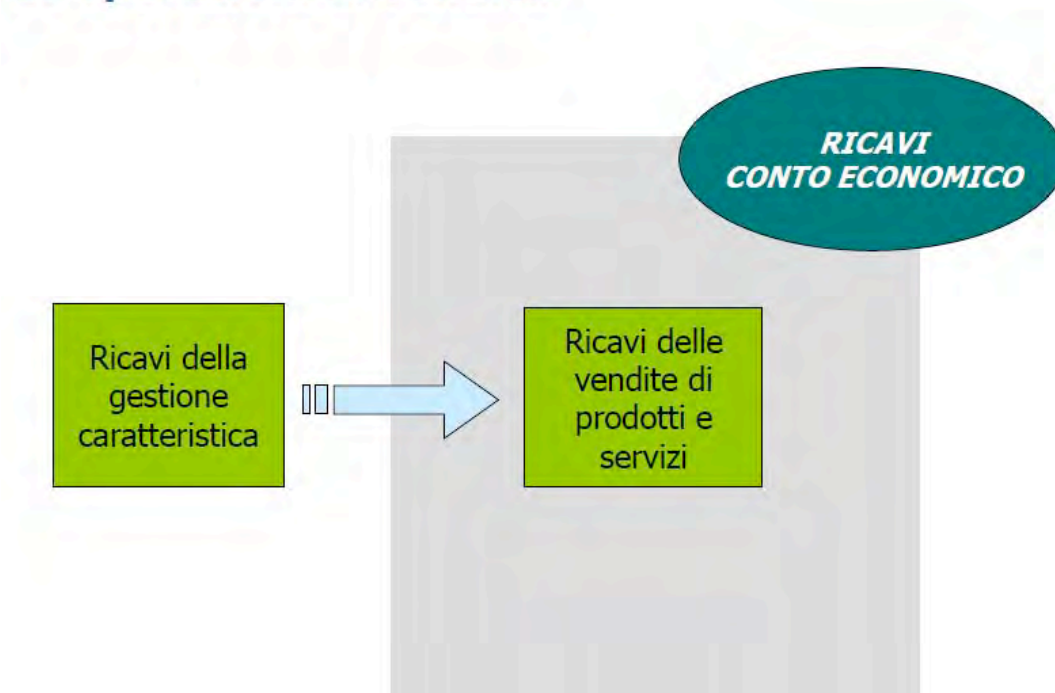 RICAVI
CONTO ECONOMICO
Ricavi della
gestione
caratteristica
Ricavi delle
vendite di
prodotti e
servizi